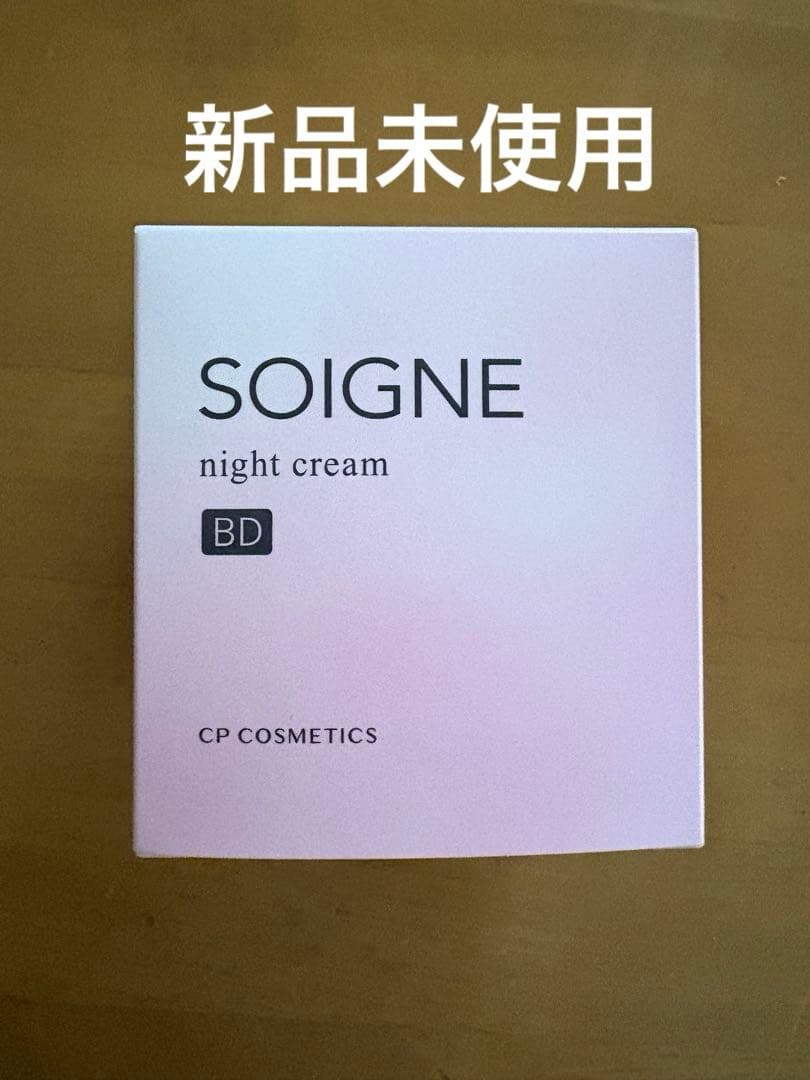 新品未使用
SOIGNE
night cream
BD
CP COSMETICS